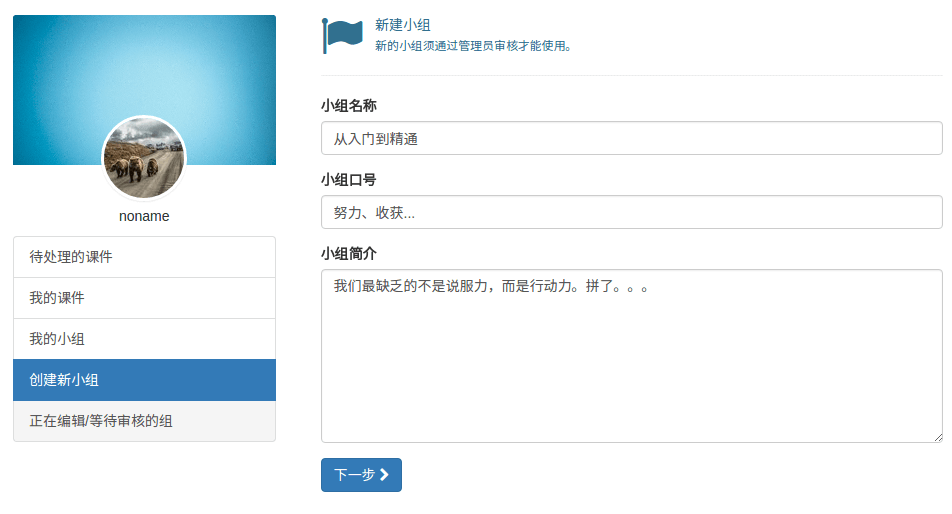 noname
待处理的课件
我的课件
我的小组
创建新小组
正在编辑/等待审核的组
新建小组
新的小组须通过管理员审核才能使用。
小组名称
从入门到精通
小组口号
努力、收获...
小组简介
我们最缺乏的不是说服力，而是行动力。拼了。。。
下一步